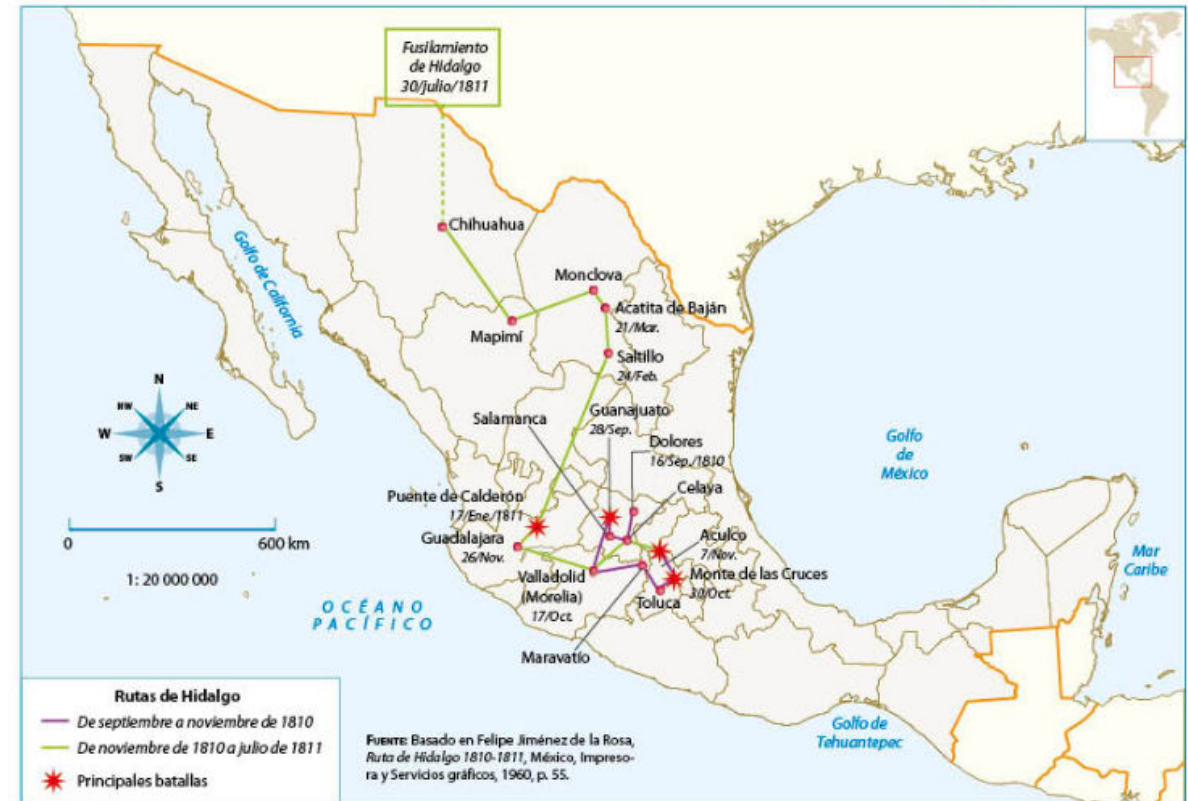 Fusilamiento
de Hidalgo
30/julio/1811
Chihuahua
Golfo de California
Monclova
Acatita de Baján
21/Mar.
Mapimí
Saltillo
24/Feb.
N
NW
NE
W
E
SW
SE
S
Salamanca
Guanajuato
28/Sep.
Dolores
16/Sep./1810
Golfo
de
México
Celaya
Puente de Calderón
17/Ene./1811
Guadalajara
26/Nov.
Aculco
7/Nov.
0 600 km
1: 20 000 000
Mar
Caribe
Valladolid
(Morelia)
17/Oct.
Monte de las Cruces
30/Oct.
Toluca
OCÉANO
PACÍFICO
Maravatío
Rutas de Hidalgo
De septiembre a noviembre de 1810
De noviembre de 1810 a julio de 1811
Principales batallas
FUENTE: Basado en Felipe Jiménez de la Rosa,
Ruta de Hidalgo 1810-1811, México, Impreso-
ra y Servicios gráficos, 1960, p. 55.
Golfo de
Tehuantepec